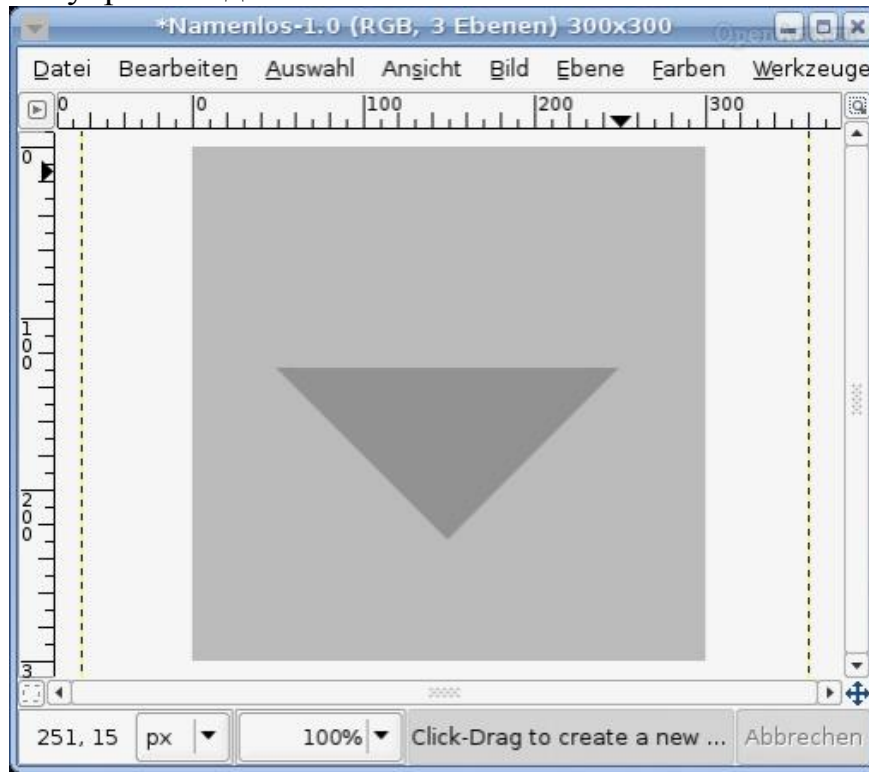 *Namenlos-1.0 (RGB, 3 Ebenen) 300x300
Datei Bearbeiten Auswahl Ansicht Bild Ebene Farben Werkzeuge
0 0 100 200 300
0
100
200
3
251, 15 px 100% Click-Drag to create a new ... Abbrechen